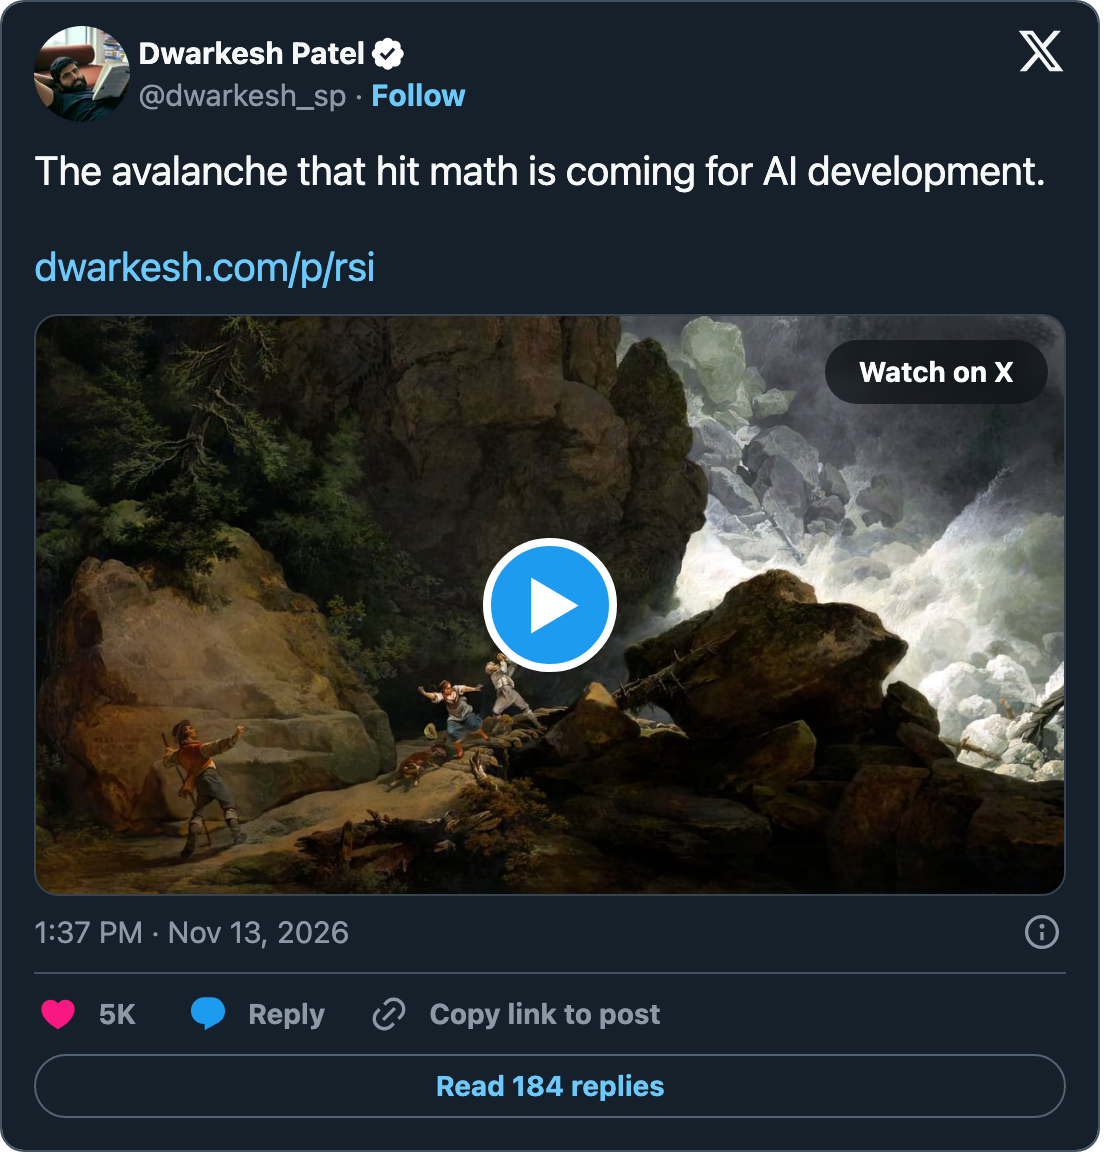 Dwarkesh Patel
@dwarkesh_sp · Follow
The avalanche that hit math is coming for AI development.
dwarkesh.com/p/rsi
Watch on X
1:37 PM · Nov 13, 2026
5K Reply Copy link to post
Read 184 replies